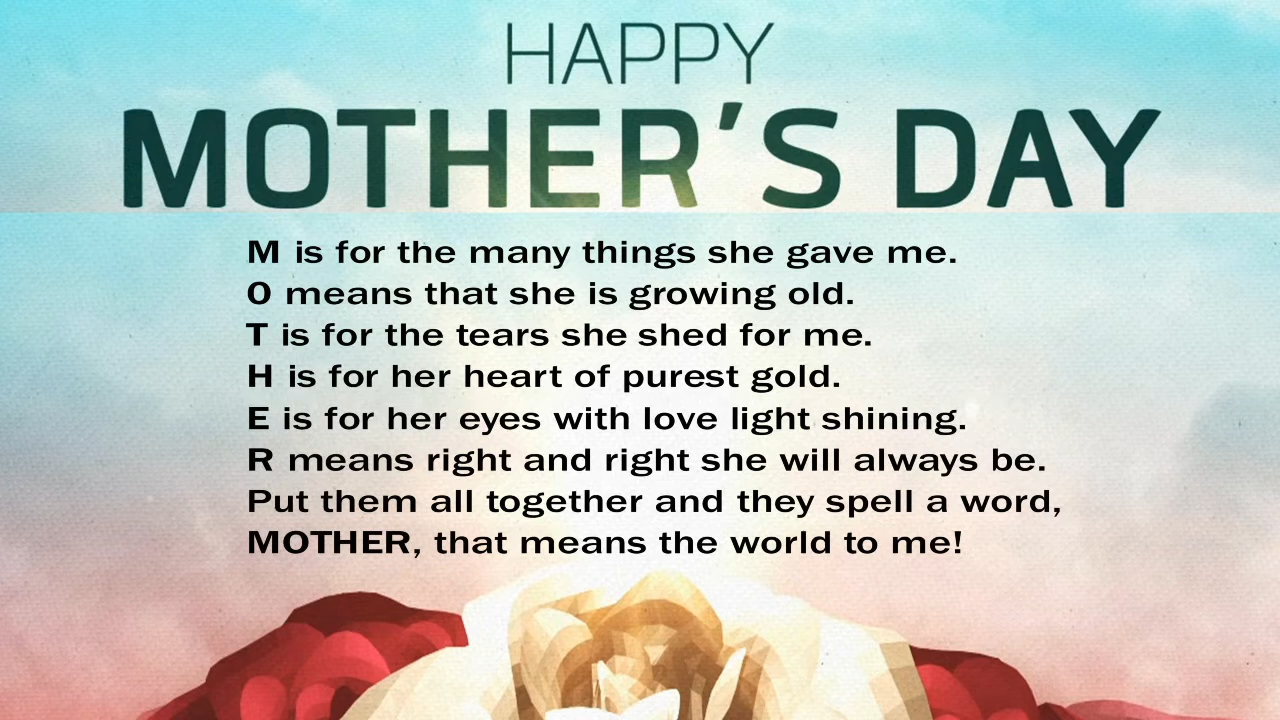 HAPPY
MOTHER'S DAY
M is for the many things she gave me.
O means that she is growing old.
T is for the tears she shed for me.
H is for her heart of purest gold.
E is for her eyes with love light shining.
R means right and right she will always be.
Put them all together and they spell a word,
MOTHER, that means the world to me!